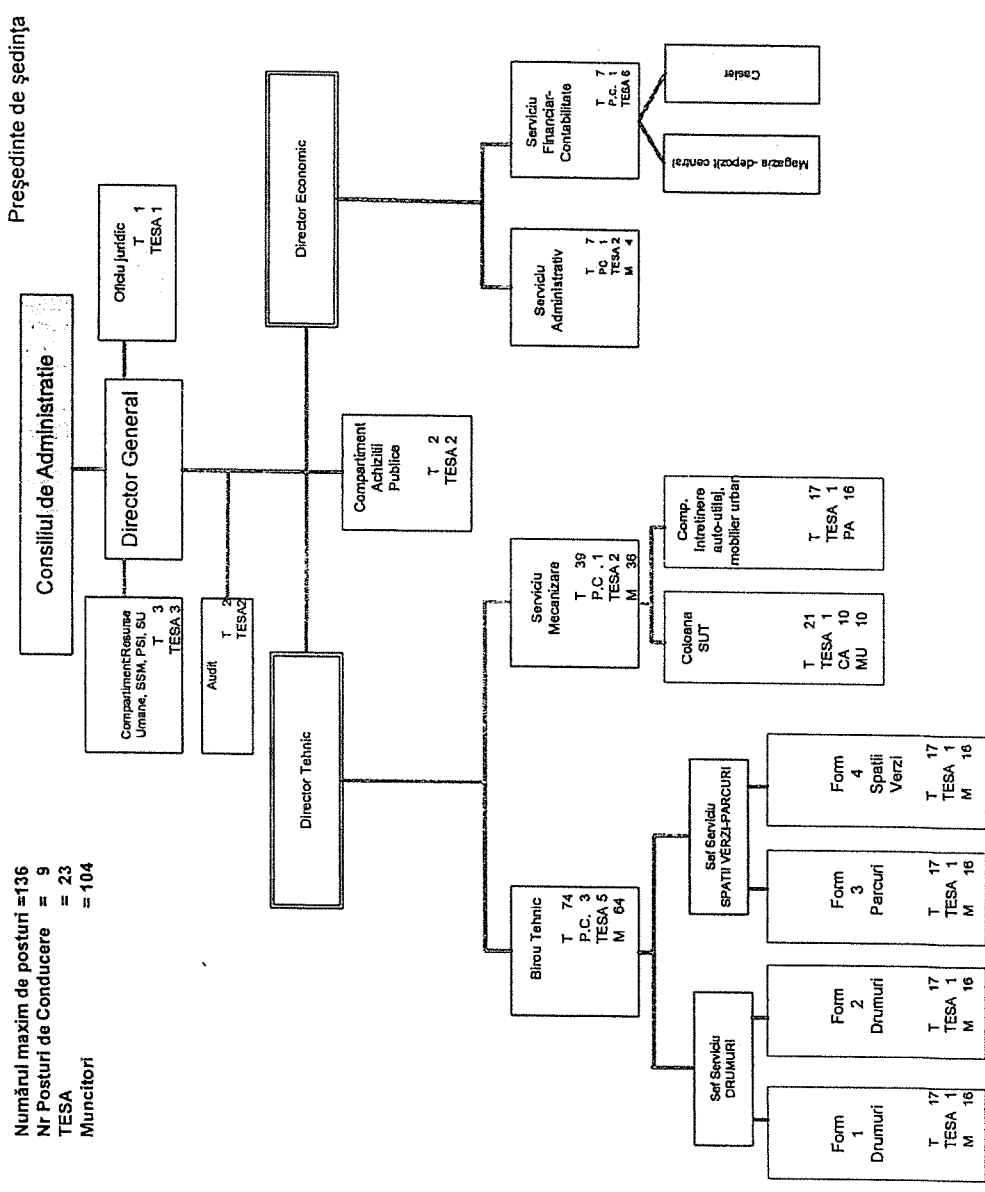 Președinte de ședința
Numărul maxim de posturi =136
Nr Posturi de Conducere = 9
TESA = 23
Muncitori = 104
Consiliul de Administratie
Director General
Oficiu juridic
T 1
TESA 1
Compartiment Resurse
Umane, SSM, PSI, SU
T 3
TESA 3
Audit
T 2
TESA2
Director Tehnic
Director Economic
Compartiment
Achizitii
Publice
T 2
TESA 2
Birou Tehnic
T 74
P.C. 3
TESA 5
M 64
Serviciu
Mecanizare
T 39
P.C. 1
TESA 2
M 36
Serviciu
Administrativ
T 7
PC 1
TESA 2
M 4
Serviciu
Financiar-
Contabilitate
T 7
P.C. 1
TESA 6
Sef Serviciu
DRUMURI
Sef Serviciu
SPATII VERZI-PARCURI
Coloana
SUT
T 21
TESA 1
CA 10
MU 10
Comp.
Intretinere
auto-utilaj,
mobilier urban
T 17
TESA 1
PA 16
Magazia -depozit central
Casier
Form
1
Drumuri
T 17
TESA 1
M 16
Form
2
Drumuri
T 17
TESA 1
M 16
Form
3
Parcuri
T 17
TESA 1
M 16
Form
4
Spatii
Verzi
T 17
TESA 1
M 16